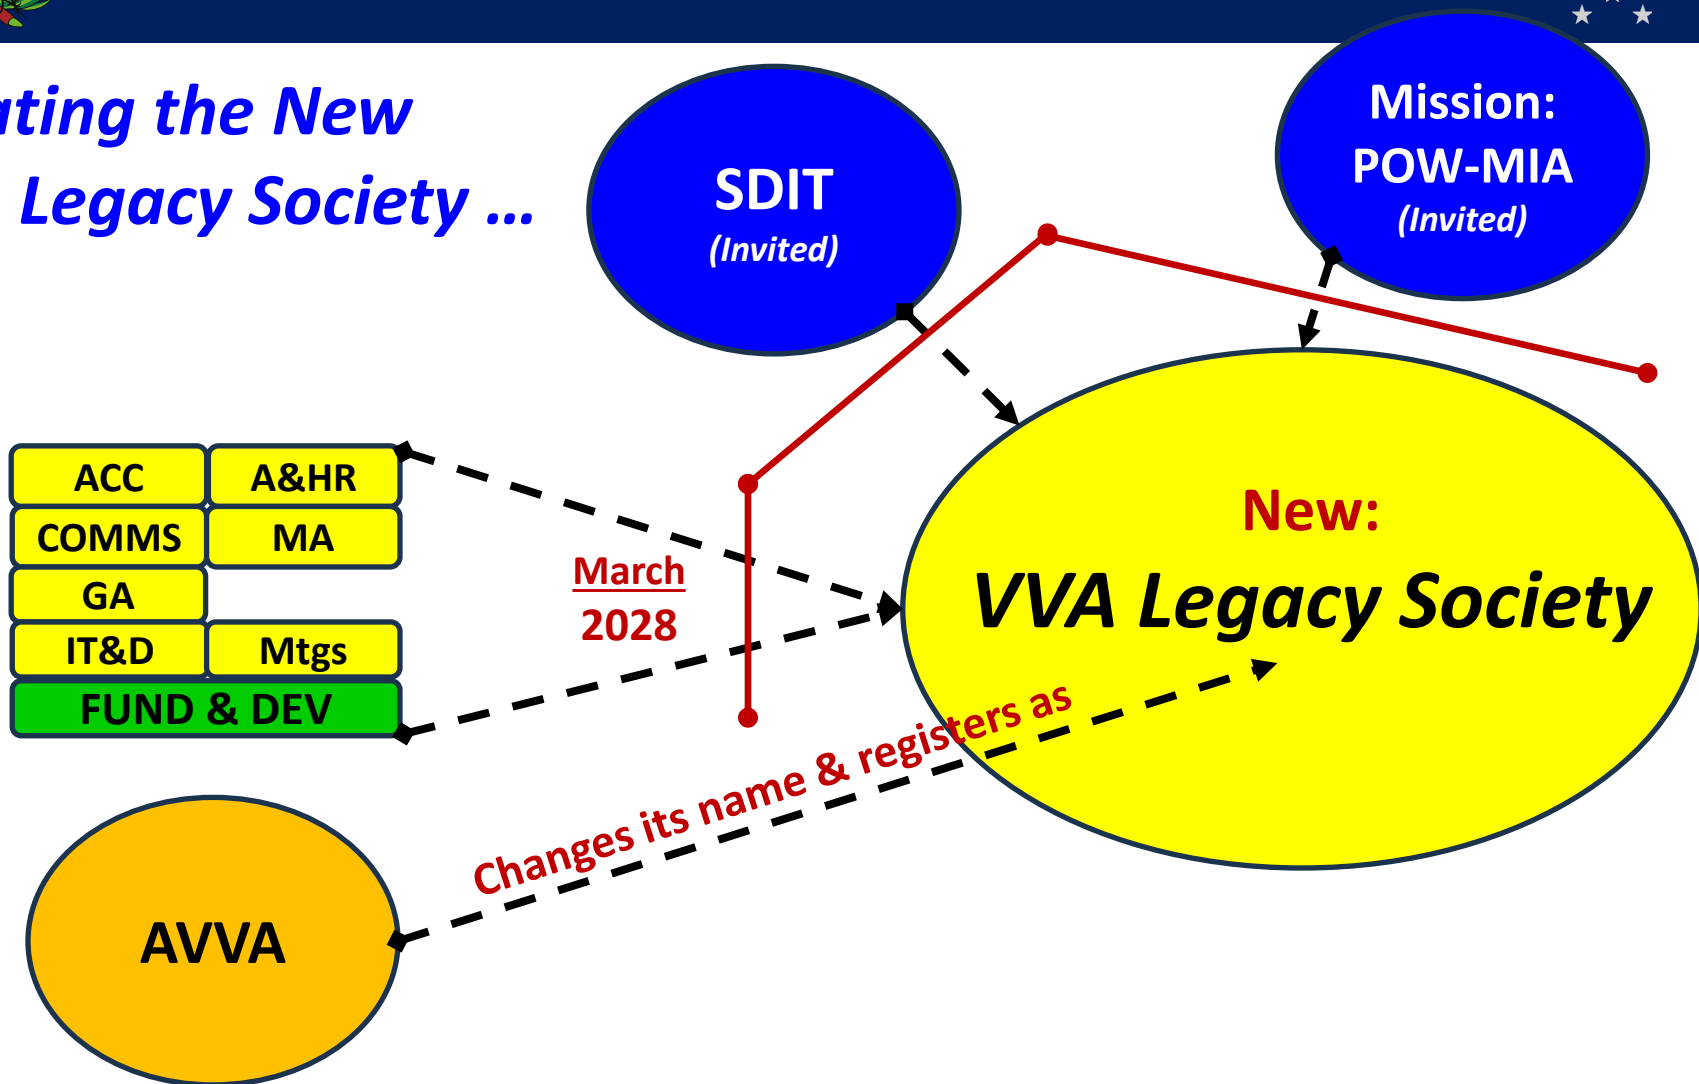 the New
Legacy Society ...
SDIT
(Invited)
Mission:
POW-MIA
(Invited)
ACC
A&HR
COMMS
MA
GA
IT&D
Mtgs
FUND & DEV
March
2028
New:
VVA Legacy Society
Changes its name & registers as
AVVA